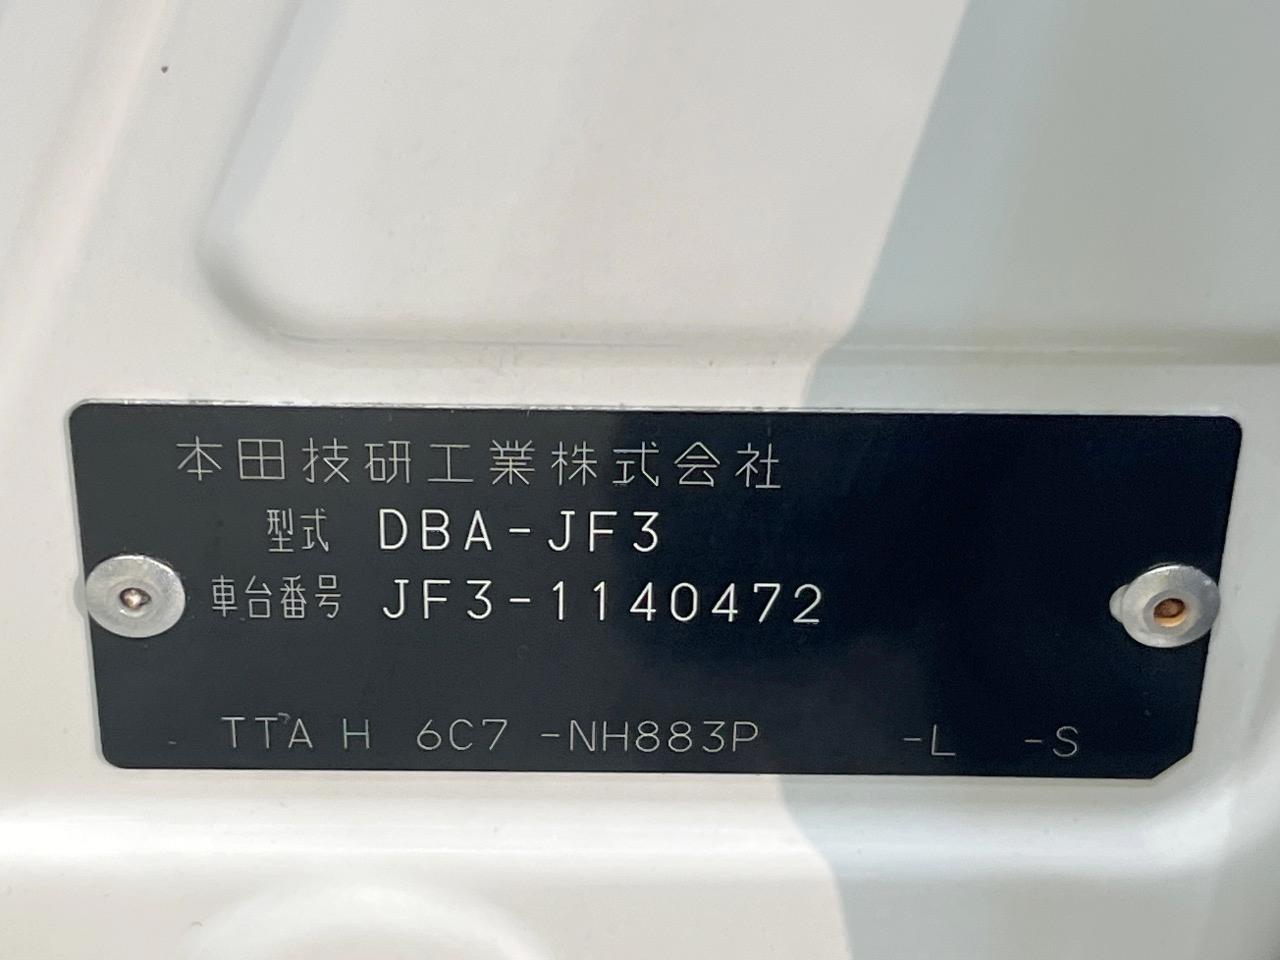 本田技研工業株式会社
型式 DBA-JF3
車台番号 JF3-1140472
TTA H 6C7 -NH883P -L -S